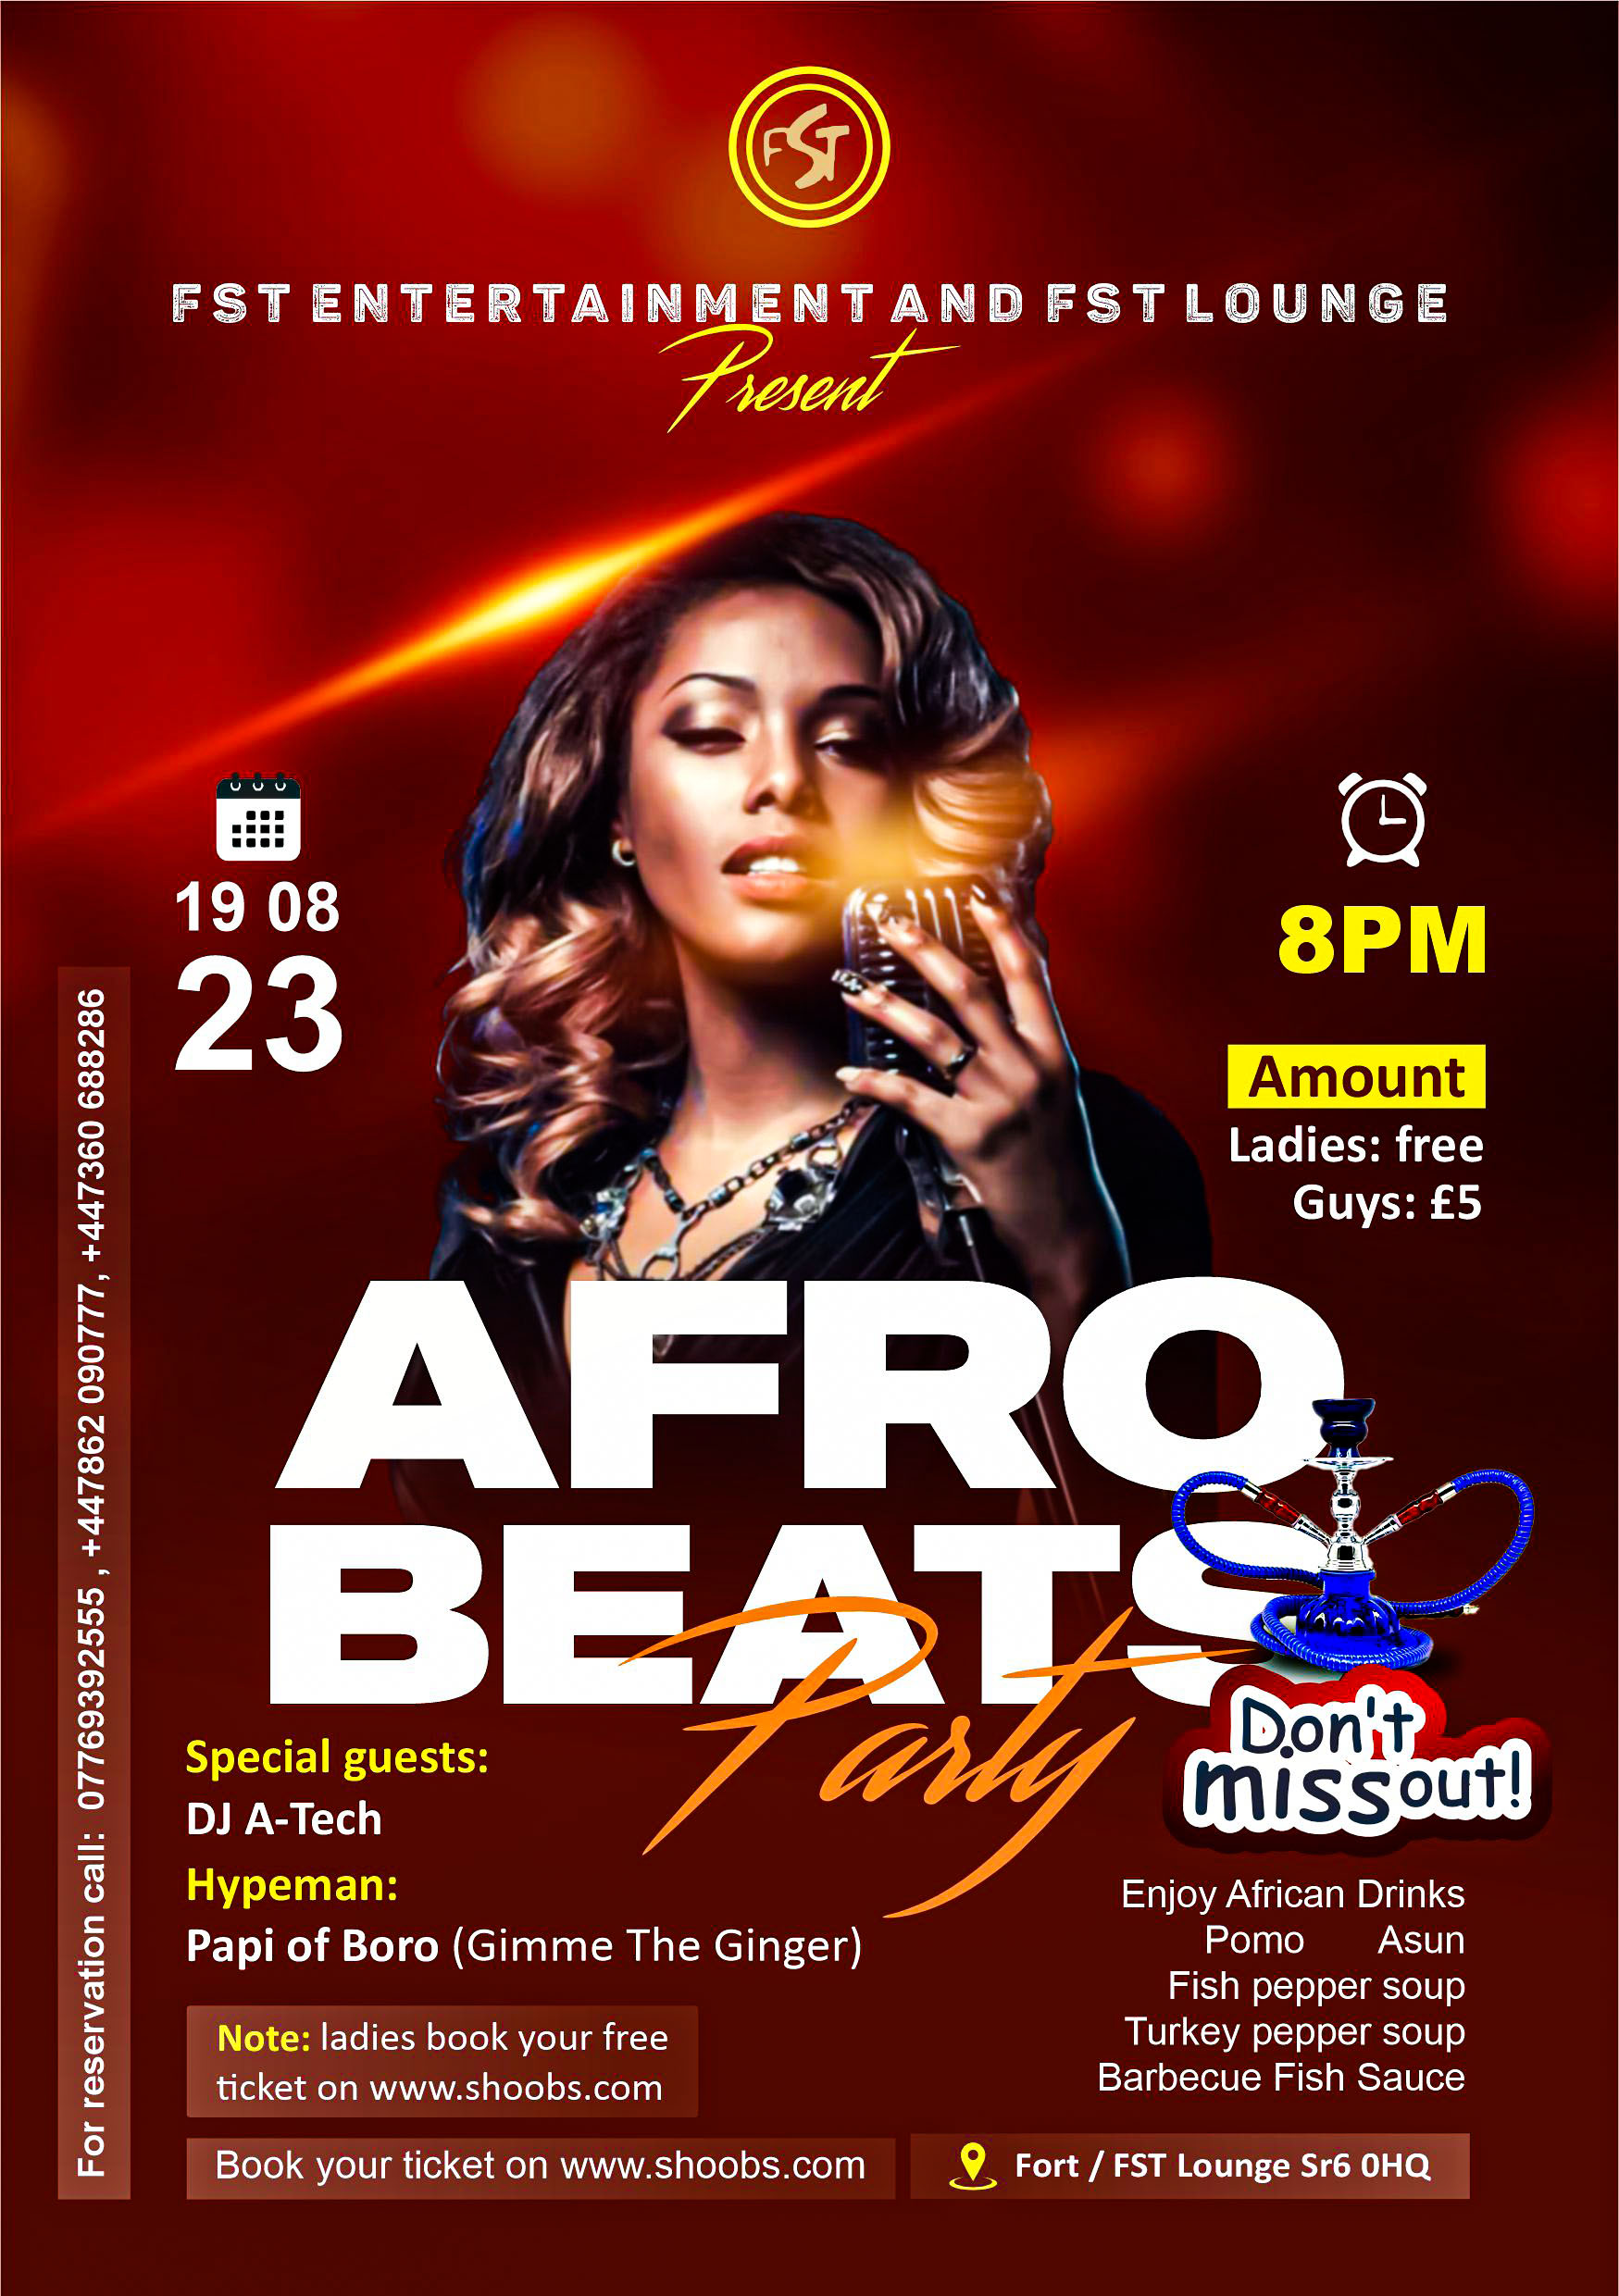 FST
FST ENTERTAINMENT AND FST LOUNGE
Present
19 08
23
8PM
Amount
Ladies: free
Guys: £5
AFRO
BEATS
Party
Don't
miss out!
Special guests:
DJ A-Tech
Hypeman:
Papi of Boro (Gimme The Ginger)
Note: ladies book your free
ticket on www.shoobs.com
Book your ticket on www.shoobs.com
Enjoy African Drinks
Pomo Asun
Fish pepper soup
Turkey pepper soup
Barbecue Fish Sauce
Fort / FST Lounge Sr6 0HQ
For reservation call: 07769392555 , +447862 090777, +447360 688286